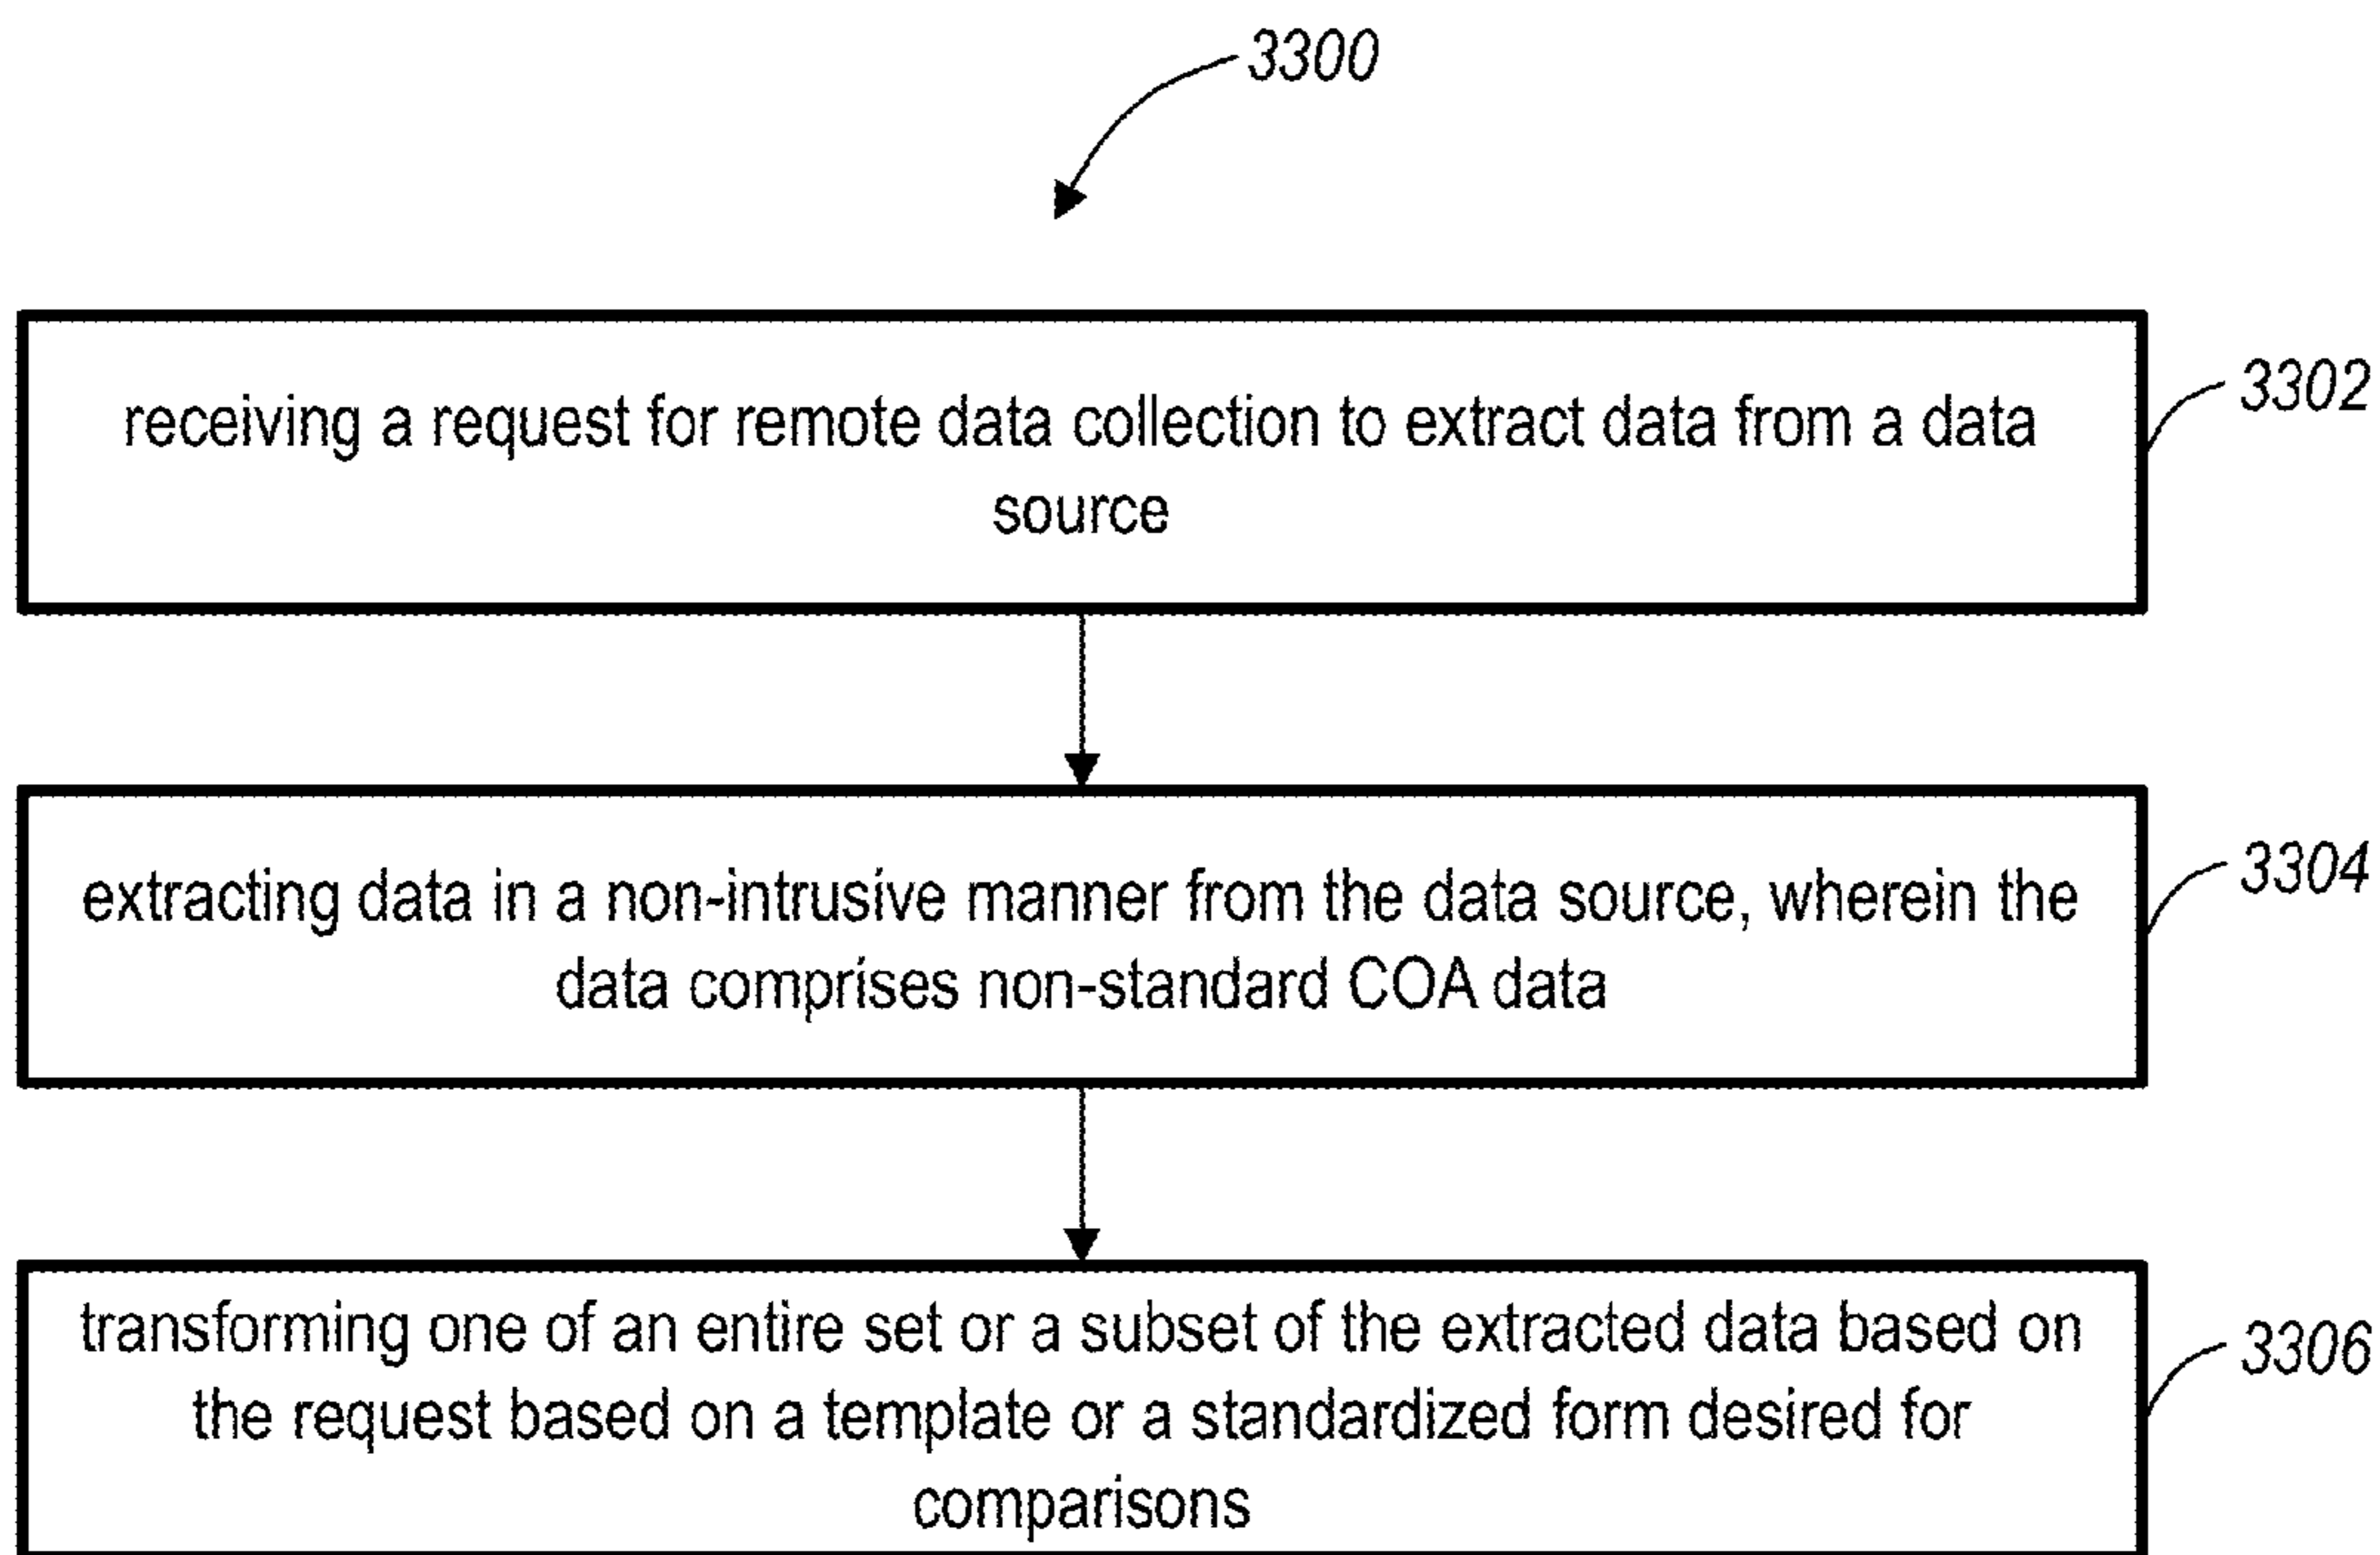 3300
receiving a request for remote data collection to extract data from a data
source
3302
extracting data in a non-intrusive manner from the data source, wherein the
data comprises non-standard COA data
3304
transforming one of an entire set or a subset of the extracted data based on
the request based on a template or a standardized form desired for
comparisons
3306